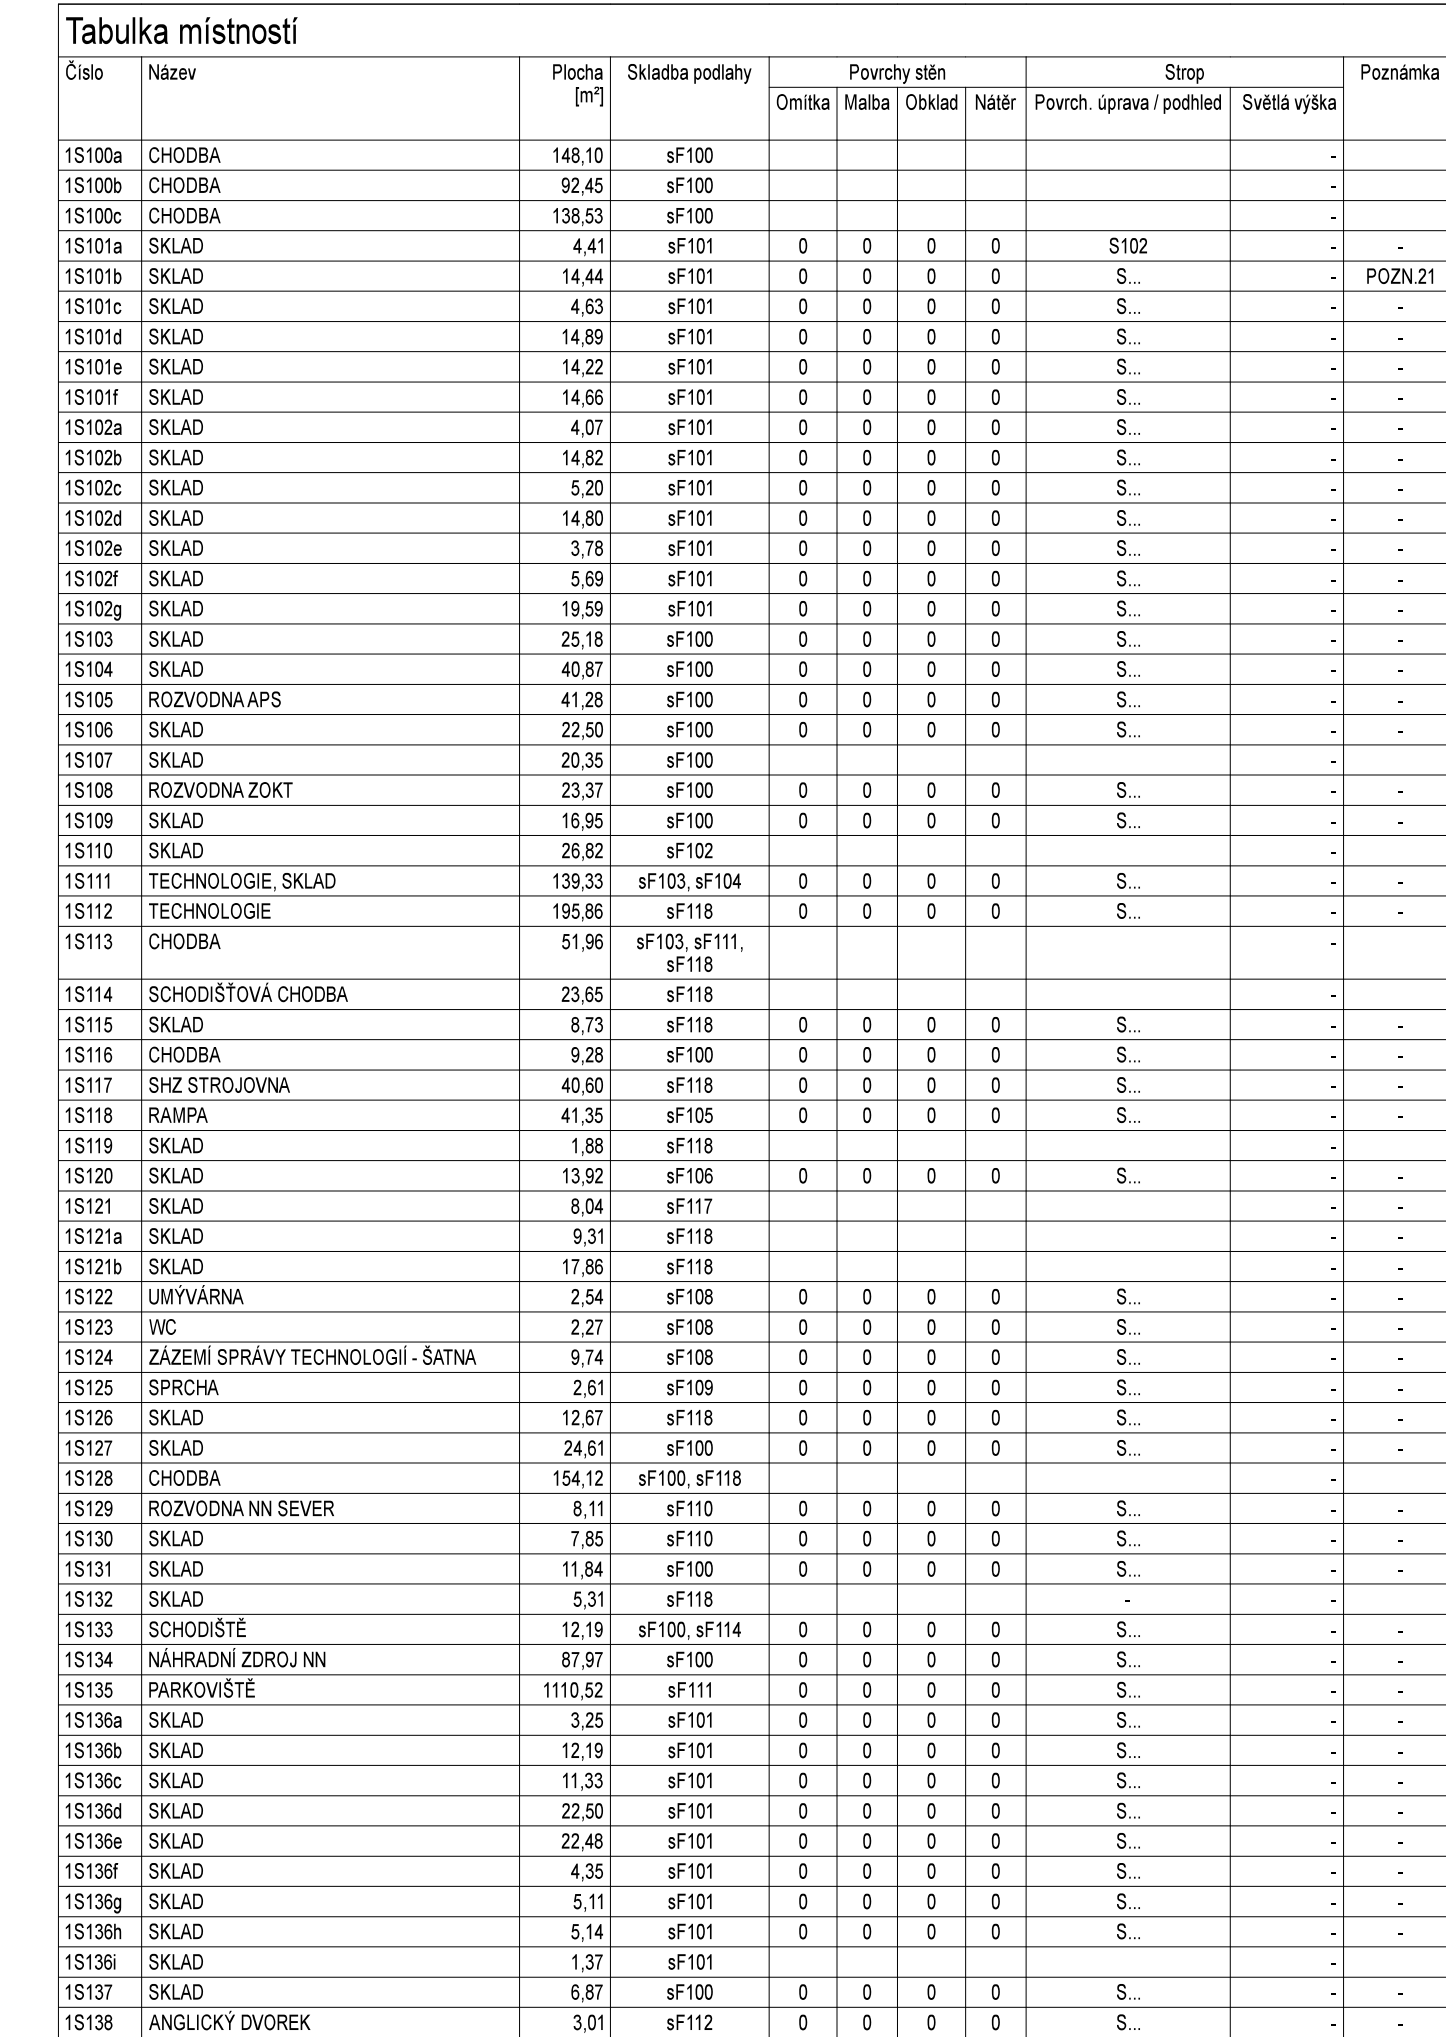 Tabulka místností
Číslo Název Plocha [m²] Skladba podlahy Povrchy stěn Strop Poznámka
Omítka Malba Obklad Nátěr Povrch. úprava / podhled Světlá výška
1S100a CHODBA 148,10 sF100 -
1S100b CHODBA 92,45 sF100 -
1S100c CHODBA 138,53 sF100 -
1S101a SKLAD 4,41 sF101 0 0 0 0 S102 - -
1S101b SKLAD 14,44 sF101 0 0 0 0 S... - POZN.21
1S101c SKLAD 4,63 sF101 0 0 0 0 S... - -
1S101d SKLAD 14,89 sF101 0 0 0 0 S... - -
1S101e SKLAD 14,22 sF101 0 0 0 0 S... - -
1S101f SKLAD 14,66 sF101 0 0 0 0 S... - -
1S102a SKLAD 4,07 sF101 0 0 0 0 S... - -
1S102b SKLAD 14,82 sF101 0 0 0 0 S... - -
1S102c SKLAD 5,20 sF101 0 0 0 0 S... - -
1S102d SKLAD 14,80 sF101 0 0 0 0 S... - -
1S102e SKLAD 3,78 sF101 0 0 0 0 S... - -
1S102f SKLAD 5,69 sF101 0 0 0 0 S... - -
1S102g SKLAD 19,59 sF101 0 0 0 0 S... - -
1S103 SKLAD 25,18 sF100 0 0 0 0 S... - -
1S104 SKLAD 40,87 sF100 0 0 0 0 S... - -
1S105 ROZVODNA APS 41,28 sF100 0 0 0 0 S... - -
1S106 SKLAD 22,50 sF100 0 0 0 0 S... - -
1S107 SKLAD 20,35 sF100 -
1S108 ROZVODNA ZOKT 23,37 sF100 0 0 0 0 S... - -
1S109 SKLAD 16,95 sF100 0 0 0 0 S... - -
1S110 SKLAD 26,82 sF102 -
1S111 TECHNOLOGIE, SKLAD 139,33 sF103, sF104 0 0 0 0 S... - -
1S112 TECHNOLOGIE 195,86 sF118 0 0 0 0 S... - -
1S113 CHODBA 51,96 sF103, sF111, -
sF118
1S114 SCHODIŠŤOVÁ CHODBA 23,65 sF118 -
1S115 SKLAD 8,73 sF118 0 0 0 0 S... - -
1S116 CHODBA 9,28 sF100 0 0 0 0 S... - -
1S117 SHZ STROJOVNA 40,60 sF118 0 0 0 0 S... - -
1S118 RAMPA 41,35 sF105 0 0 0 0 S... - -
1S119 SKLAD 1,88 sF118 -
1S120 SKLAD 13,92 sF106 0 0 0 0 S... - -
1S121 SKLAD 8,04 sF117 - -
1S121a SKLAD 9,31 sF118 - -
1S121b SKLAD 17,86 sF118 - -
1S122 UMÝVÁRNA 2,54 sF108 0 0 0 0 S... - -
1S123 WC 2,27 sF108 0 0 0 0 S... - -
1S124 ZÁZEMÍ SPRÁVY TECHNOLOGIÍ - ŠATNA 9,74 sF108 0 0 0 0 S... - -
1S125 SPRCHA 2,61 sF109 0 0 0 0 S... - -
1S126 SKLAD 12,67 sF118 0 0 0 0 S... - -
1S127 SKLAD 24,61 sF100 0 0 0 0 S... - -
1S128 CHODBA 154,12 sF100, sF118 -
1S129 ROZVODNA NN SEVER 8,11 sF110 0 0 0 0 S... - -
1S130 SKLAD 7,85 sF110 0 0 0 0 S... - -
1S131 SKLAD 11,84 sF100 0 0 0 0 S... - -
1S132 SKLAD 5,31 sF118 - -
1S133 SCHODIŠTĚ 12,19 sF100, sF114 0 0 0 0 S... - -
1S134 NÁHRADNÍ ZDROJ NN 87,97 sF100 0 0 0 0 S... - -
1S135 PARKOVIŠTĚ 1110,52 sF111 0 0 0 0 S... - -
1S136a SKLAD 3,25 sF101 0 0 0 0 S... - -
1S136b SKLAD 12,19 sF101 0 0 0 0 S... - -
1S136c SKLAD 11,33 sF101 0 0 0 0 S... - -
1S136d SKLAD 22,50 sF101 0 0 0 0 S... - -
1S136e SKLAD 22,48 sF101 0 0 0 0 S... - -
1S136f SKLAD 4,35 sF101 0 0 0 0 S... - -
1S136g SKLAD 5,11 sF101 0 0 0 0 S... - -
1S136h SKLAD 5,14 sF101 0 0 0 0 S... - -
1S136i SKLAD 1,37 sF101 -
1S137 SKLAD 6,87 sF100 0 0 0 0 S... - -
1S138 ANGLICKÝ DVOREK 3,01 sF112 0 0 0 0 S... - -